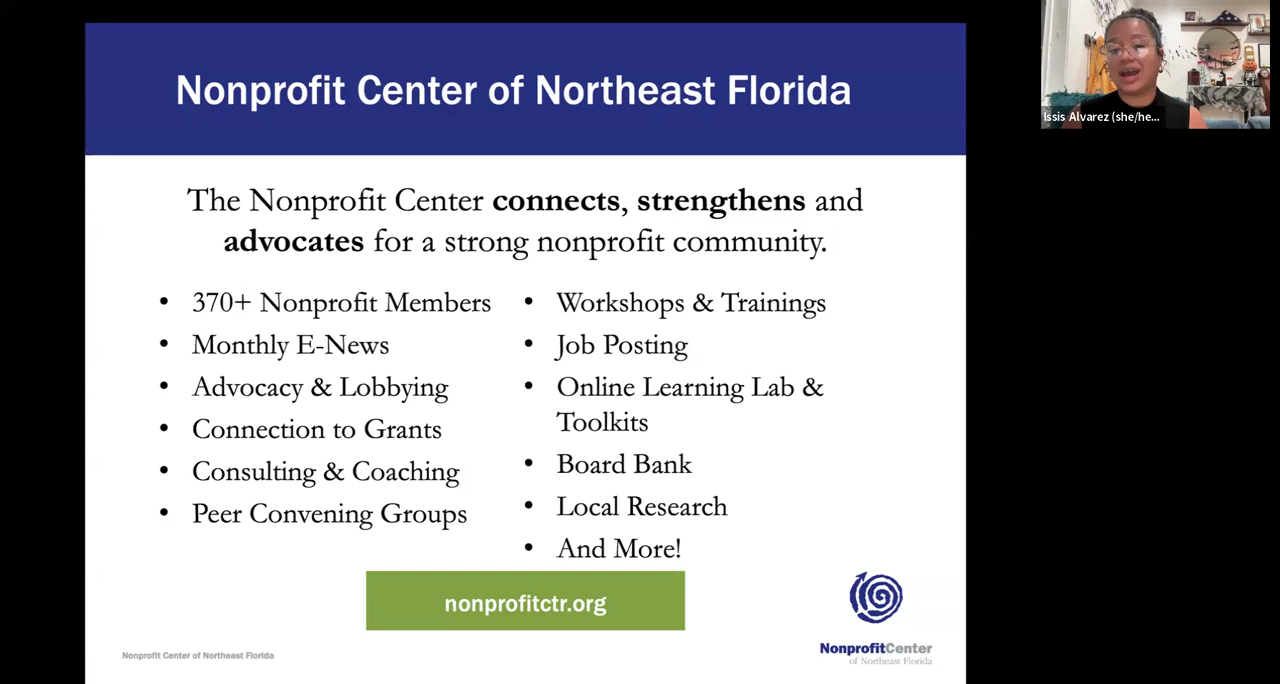 Nonprofit Center of Northeast Florida
The Nonprofit Center connects, strengthens and
advocates for a strong nonprofit community.
• 370+ Nonprofit Members
• Monthly E-News
• Advocacy & Lobbying
• Connection to Grants
• Consulting & Coaching
• Peer Convening Groups
• Workshops & Trainings
• Job Posting
• Online Learning Lab &
Toolkits
• Board Bank
• Local Research
• And More!
nonprofitctr.org
Nonprofit Center of Northeast Florida
NonprofitCenter
of Northeast Florida
Issis Alvarez (she/he...